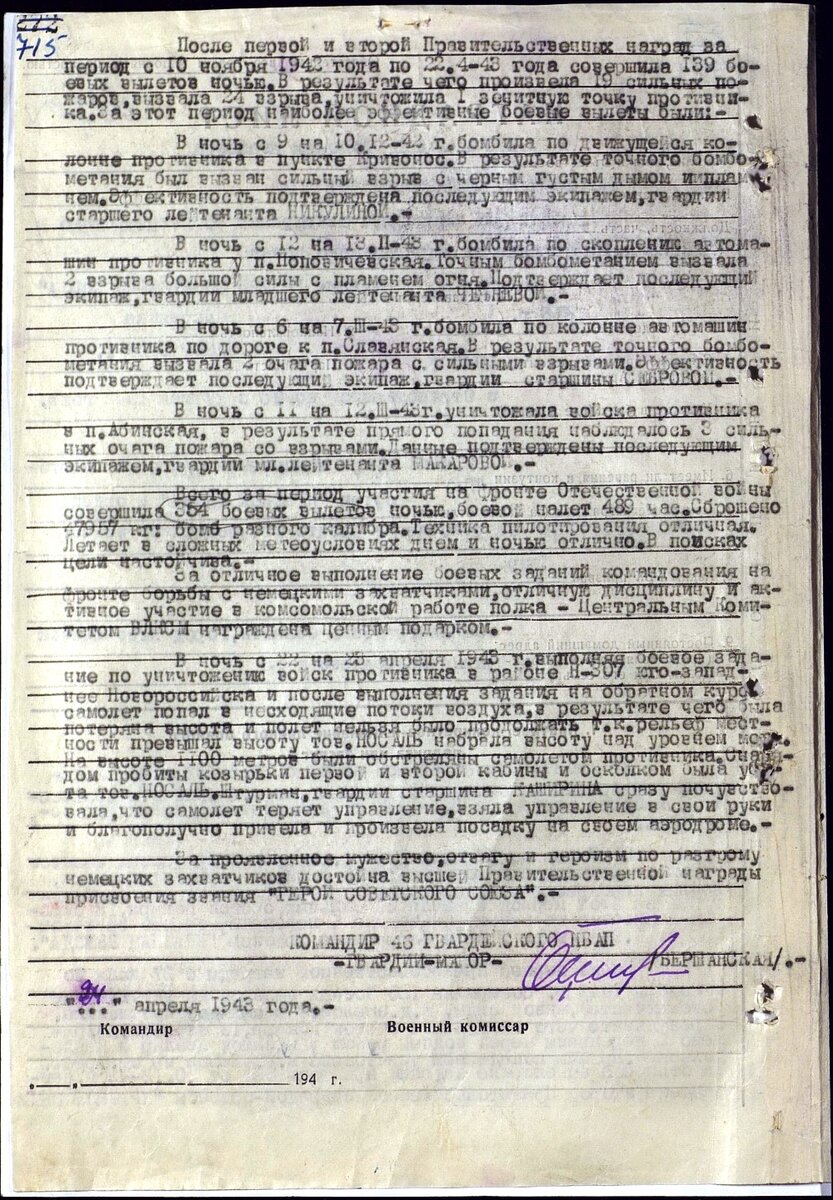 272
715
После первой и второй Правительственных наград за
период с 10 ноября 1942 года по 22.4-43 года совершила 139 бо-
евых вылетов ночью.В результате чего произвела 19 сильных по-
жаров,вызвала 24 взрыва,уничтожила 1 зенитную точку противни-
ка.За этот период наиболее эффективные боевые вылеты были:-
В ночь с 9 на 10.12-42 г.бомбила по движущейся ко-
лонне противника в пункте Кривонос.В результате точного бомбо-
метания был вызван сильный взрыв с черным густым дымом и плам-
нем.Эффективность подтверждена последующим экипажем,гвардии
старшего лейтенанта НИКУЛИНОЙ.-
В ночь с 12 на 13.П-43 г.бомбила по скоплению автома-
шин противника у п.Поповичевская.Точным бомбометанием вызвала
2 взрыва большой силы с пламенем огня.Подтверждает последующий
экипаж,гвардии младшего лейтенанта
В ночь с 6 на 7.Ш-43 г.бомбила по колонне автомашин
противника по дороге к п.Славянская.В результате точного бомбо-
метания вызвала 2 очага пожара с сильными взрывами.Эффективность
подтверждает последующий экипаж,гвардии старшины СЕБРОВОЙ.-
В ночь с 11 на 12.Ш-43г.уничтожала войска противника
в п.Абинская, в результате прямого попадания наблюдалось 3 силь-
ных очага пожара со взрывами.Данные подтверждены последующим
экипажем,гвардии мл.лейтенанта МАКАРОВОЙ.-
Всего за период участия на фронте Отечественной войны
совершила 354 боевых вылетов ночью,боевой налет 489 час.Сброшено
47957 кг: бомб разного калибра.Техника пилотирования отличная.
Летает в сложных метеоусловиях днем и ночью отлично.В поисках
цели настойчива.-
За отличное выполнение боевых заданий командования на
фронте борьбы с немецкими захватчиками,отличную дисциплину и ак-
тивное участие в комсомольской работе полка - Центральным Коми-
тетом ВЛКСМ награждена ценным подарком.-
В ночь с 22 на 23 апреля 1943 г.выполняя боевое зада-
ние по уничтожению войск противника в районе Н-307 юго-запад-
нее Новороссийска и после выполнения задания на обратном курсе
самолет попал в нисходящие потоки воздуха,в результате чего была
потеряна высота и полет нельзя было продолжать т.к.рельеф мест-
ности превышал высоту тов.НОСАЛЬ набрала высоту над уровнем моря.
На высоте 1100 метров были обстреляны самолетом противника.Снаря-
дом пробиты козырьки первой и второй кабины и осколком была уби-
та тов.НОСАЛЬ.Штурман,гвардии старшина КАШИРИНА сразу почувство-
вала,что самолет теряет управление,взяла управление в свои руки
и благополучно привела и произвела посадку на своем аэродроме.-
За проявленное мужество,отвагу и героизм по разгрому
немецких захватчиков достойна высшей Правительственной награды
присвоения звания "ГЕРОЙ СОВЕТСКОГО СОЮЗА".-
КОМАНДИР 46 ГВАРДЕЙСКОГО НБАП
-ГВАРДИИ-МАЙОР- /БЕРШАНСКАЯ/.-
"24" апреля 1943 года.-
Командир Военный комиссар
194 г.